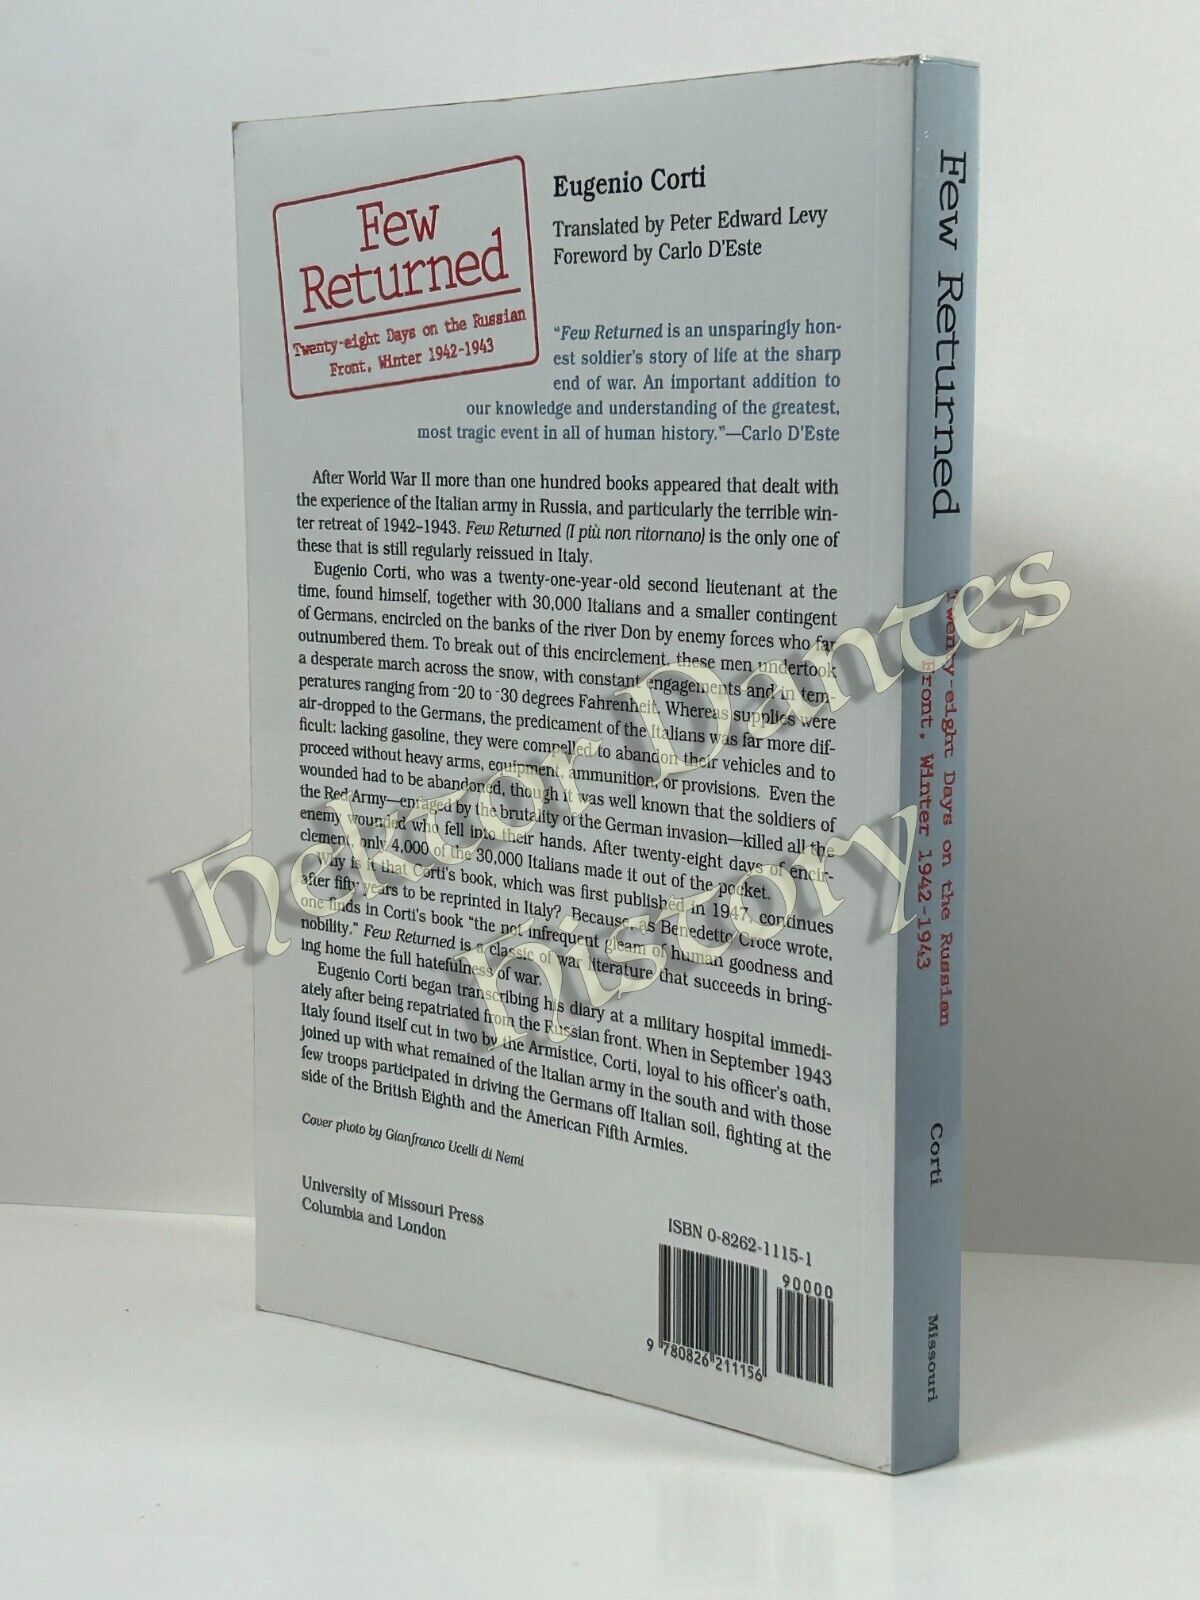 Few
Returned
Twenty-eight Days on the Russian
Front, Winter 1942-1943
Eugenio Corti
Translated by Peter Edward Levy
Foreword by Carlo D'Este
"Few Returned is an unsparingly hon-
est soldier's story of life at the sharp
end of war. An important addition to
our knowledge and understanding of the greatest,
most tragic event in all of human history."—Carlo D'Este
After World War II more than one hundred books appeared that dealt with
the experience of the Italian army in Russia, and particularly the terrible win-
ter retreat of 1942–1943. Few Returned (I più non ritornano) is the only one of
these that is still regularly reissued in Italy.
Eugenio Corti, who was a twenty-one-year-old second lieutenant at the
time, found himself, together with 30,000 Italians and a smaller contingent
of Germans, encircled on the banks of the river Don by enemy forces who far
outnumbered them. To break out of this encirclement, these men undertook
a desperate march across the snow, with constant engagements and in tem-
peratures ranging from -20 to -30 degrees Fahrenheit. Whereas supplies were
air-dropped to the Germans, the predicament of the Italians was far more dif-
ficult: lacking gasoline, they were compelled to abandon their vehicles and to
proceed without heavy arms, equipment, ammunition, or provisions. Even the
wounded had to be abandoned, though it was well known that the soldiers of
the Red Army—enraged by the brutality of the German invasion—killed all the
enemy wounded who fell into their hands. After twenty-eight days of encir-
clement, only 4,000 of the 30,000 Italians made it out of the pocket.
Why is it that Corti's book, which was first published in 1947, continues
after fifty years to be reprinted in Italy? Because, as Benedetto Croce wrote,
one finds in Corti's book "the not infrequent gleam of human goodness and
nobility." Few Returned is a classic of war literature that succeeds in bring-
ing home the full hatefulness of war.
Eugenio Corti began transcribing his diary at a military hospital immedi-
ately after being repatriated from the Russian front. When in September 1943
Italy found itself cut in two by the Armistice, Corti, loyal to his officer's oath,
joined up with what remained of the Italian army in the south and with those
few troops participated in driving the Germans off Italian soil, fighting at the
side of the British Eighth and the American Fifth Armies.
Cover photo by Gianfranco Ucelli di Nemi
University of Missouri Press
Columbia and London
ISBN 0-8262-1115-1
90000
9 780826 211156
Few Returned
Twenty-eight Days on the Russian
Front, Winter 1942-1943
Corti
Missouri
Hektor Dantes
History